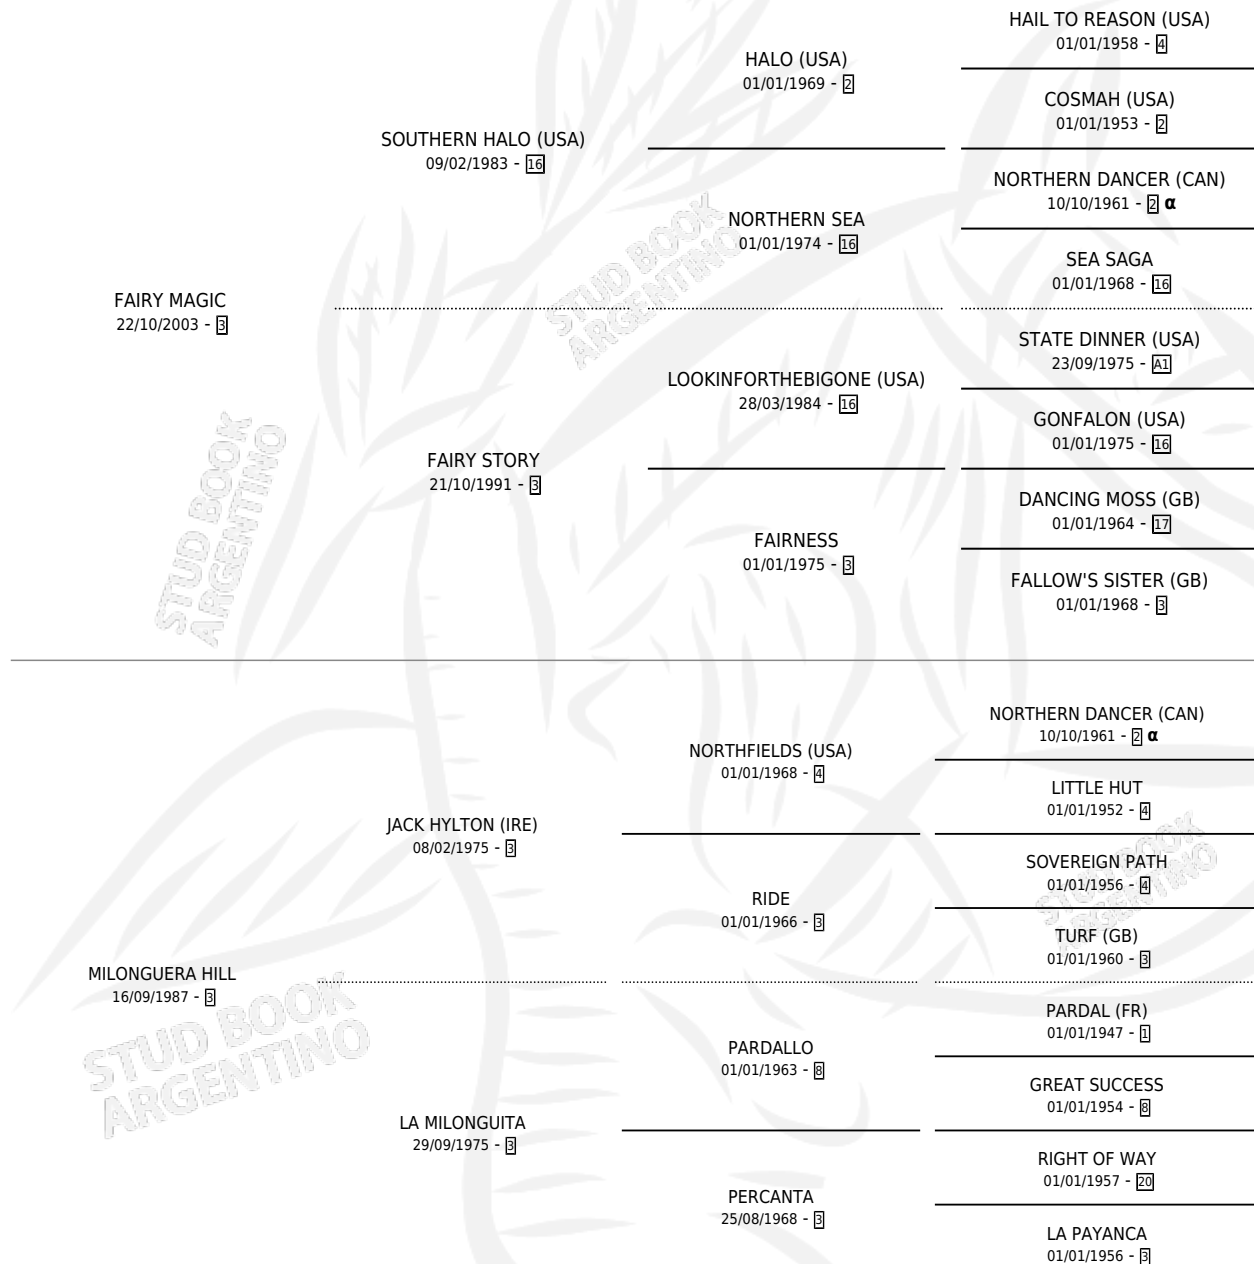 HAIL TO REASON (USA)
01/01/1958 - 4
HALO (USA)
01/01/1969 - 2
COSMAH (USA)
01/01/1953 - 2
SOUTHERN HALO (USA)
09/02/1983 - 16
NORTHERN DANCER (CAN)
10/10/1961 - 2 α
NORTHERN SEA
01/01/1974 - 16
SEA SAGA
01/01/1968 - 16
FAIRY MAGIC
22/10/2003 - 3
STATE DINNER (USA)
23/09/1975 - A1
LOOKINFORTHEBIGONE (USA)
28/03/1984 - 16
GONFALON (USA)
01/01/1975 - 16
FAIRY STORY
21/10/1991 - 3
DANCING MOSS (GB)
01/01/1964 - 17
FAIRNESS
01/01/1975 - 3
FALLOW'S SISTER (GB)
01/01/1968 - 3
NORTHERN DANCER (CAN)
10/10/1961 - 2 α
NORTHFIELDS (USA)
01/01/1968 - 4
LITTLE HUT
01/01/1952 - 4
JACK HYLTON (IRE)
08/02/1975 - 3
SOVEREIGN PATH
01/01/1956 - 4
RIDE
01/01/1966 - 3
TURF (GB)
01/01/1960 - 3
MILONGUERA HILL
16/09/1987 - 3
PARDAL (FR)
01/01/1947 - 1
PARDALLO
01/01/1963 - 8
GREAT SUCCESS
01/01/1954 - 8
LA MILONGUITA
29/09/1975 - 3
RIGHT OF WAY
01/01/1957 - 20
PERCANTA
25/08/1968 - 3
LA PAYANCA
01/01/1956 - 3
STUD BOOK
ARGENTINO
STUD BOOK
ARGENTINO
STUD BOOK
ARGENTINO
STUD BOOK
ARGENTINO